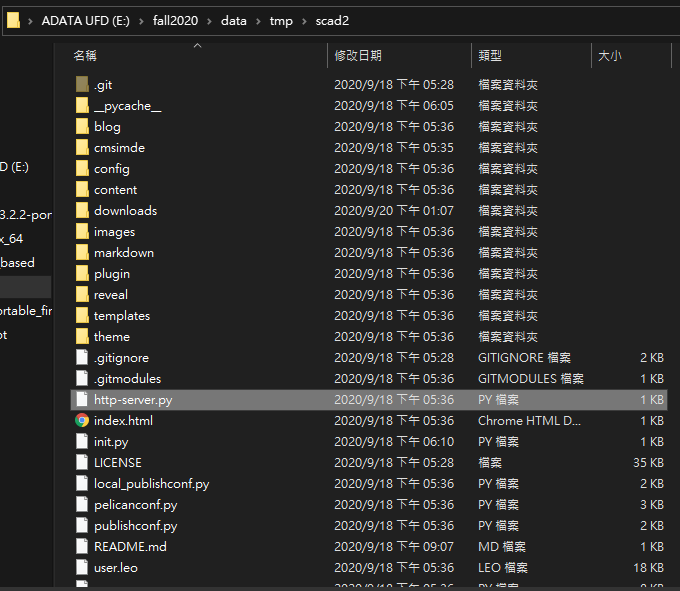 ADATA UFD (E:) › fall2020 › data › tmp › scad2
名稱 修改日期 類型 大小
.git 2020/9/18 下午 05:28 檔案資料夾
__pycache__ 2020/9/18 下午 06:05 檔案資料夾
blog 2020/9/18 下午 05:36 檔案資料夾
cmsimde 2020/9/18 下午 05:35 檔案資料夾
D (E:) config 2020/9/18 下午 05:36 檔案資料夾
content 2020/9/18 下午 05:36 檔案資料夾
3.2.2-por downloads 2020/9/20 下午 01:07 檔案資料夾
x_64 images 2020/9/18 下午 05:36 檔案資料夾
_based markdown 2020/9/18 下午 05:36 檔案資料夾
plugin 2020/9/18 下午 05:36 檔案資料夾
reveal 2020/9/18 下午 05:36 檔案資料夾
ortable_fir templates 2020/9/18 下午 05:36 檔案資料夾
ot theme 2020/9/18 下午 05:36 檔案資料夾
.gitignore 2020/9/18 下午 05:28 GITIGNORE 檔案 2 KB
.gitmodules 2020/9/18 下午 05:28 GITMODULES 檔案 1 KB
http-server.py 2020/9/18 下午 05:36 PY 檔案 1 KB
index.html 2020/9/18 下午 05:36 Chrome HTML D... 1 KB
init.py 2020/9/18 下午 06:10 PY 檔案 1 KB
LICENSE 2020/9/18 下午 05:28 檔案 35 KB
local_publishconf.py 2020/9/18 下午 05:36 PY 檔案 2 KB
pelicanconf.py 2020/9/18 下午 05:36 PY 檔案 3 KB
publishconf.py 2020/9/18 下午 05:36 PY 檔案 2 KB
README.md 2020/9/18 下午 09:07 MD 檔案 1 KB
user.leo 2020/9/18 下午 05:36 LEO 檔案 18 KB